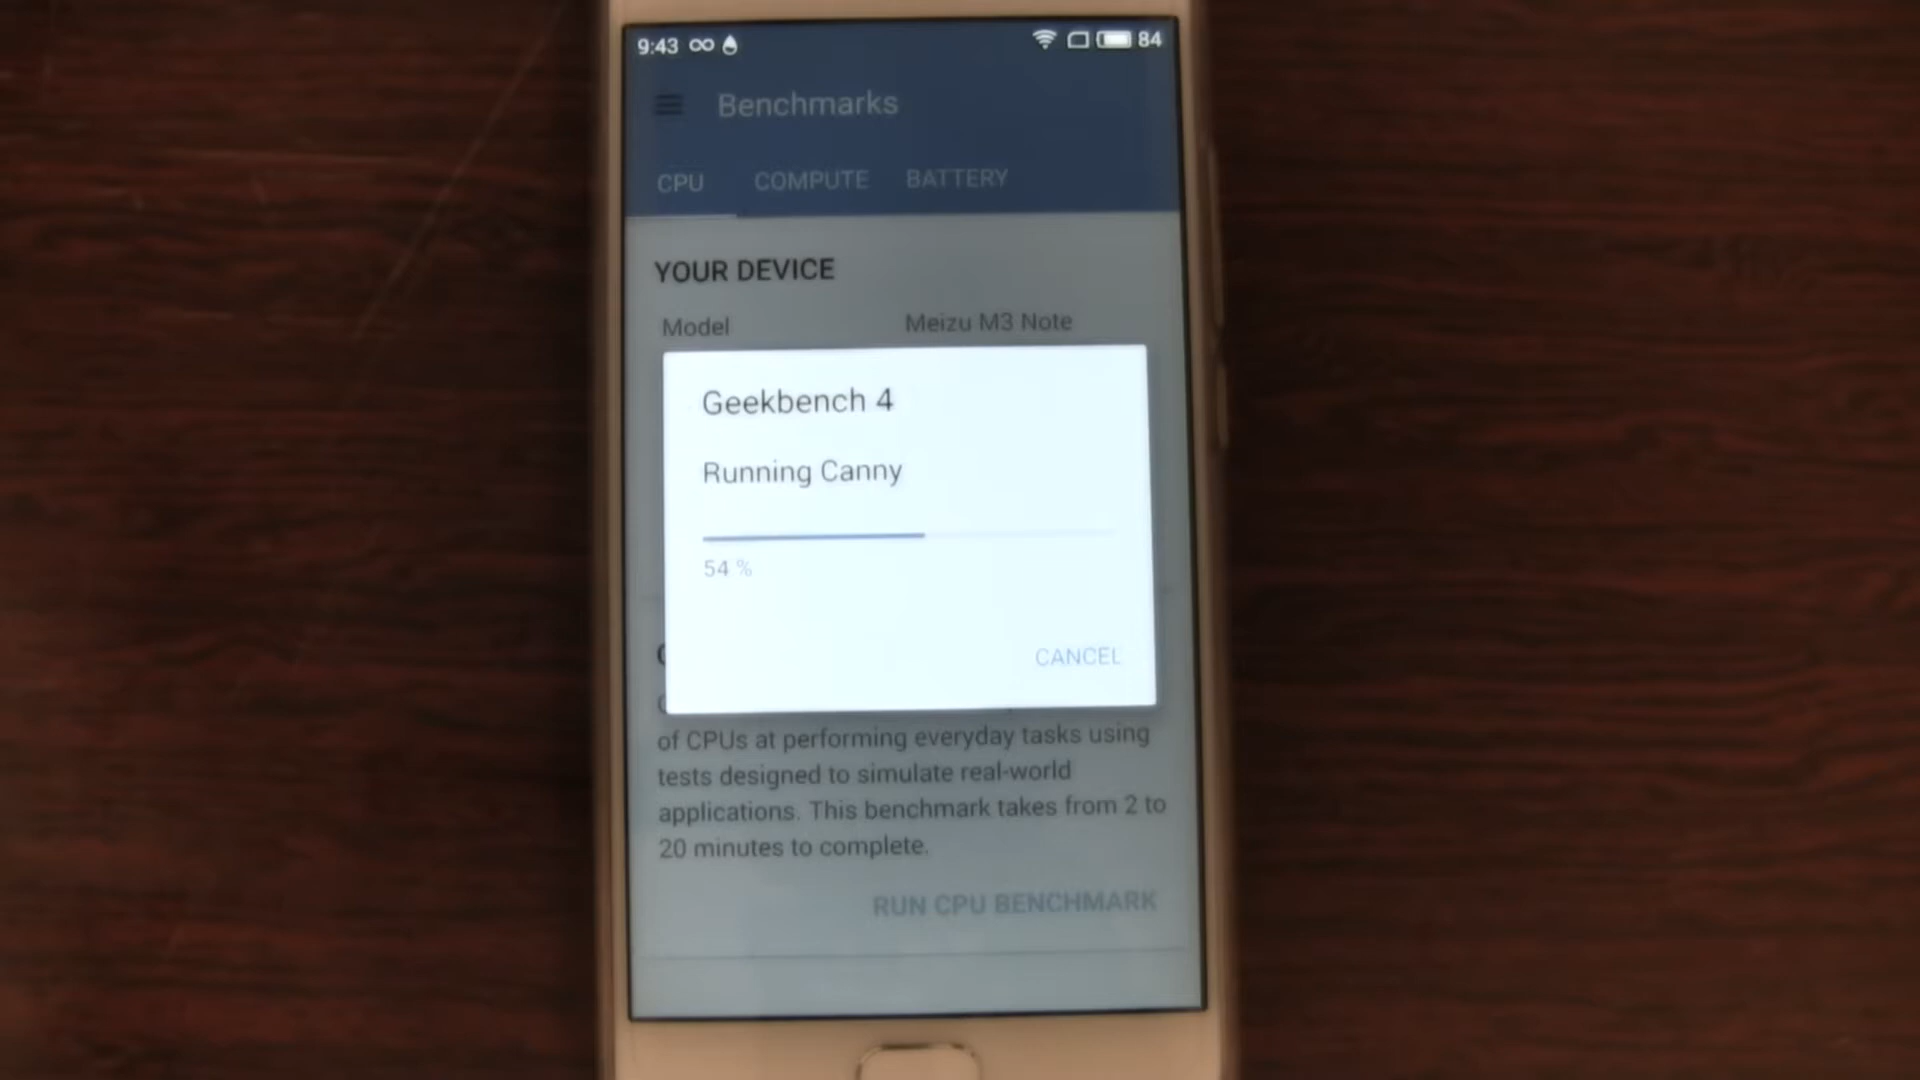 9:43
84
Benchmarks
CPU COMPUTE BATTERY
YOUR DEVICE
Model Meizu M3 Note
Geekbench 4
Running Canny
54 %
CANCEL
of CPUs at performing everyday tasks using
tests designed to simulate real-world
applications. This benchmark takes from 2 to
20 minutes to complete.
RUN CPU BENCHMARK